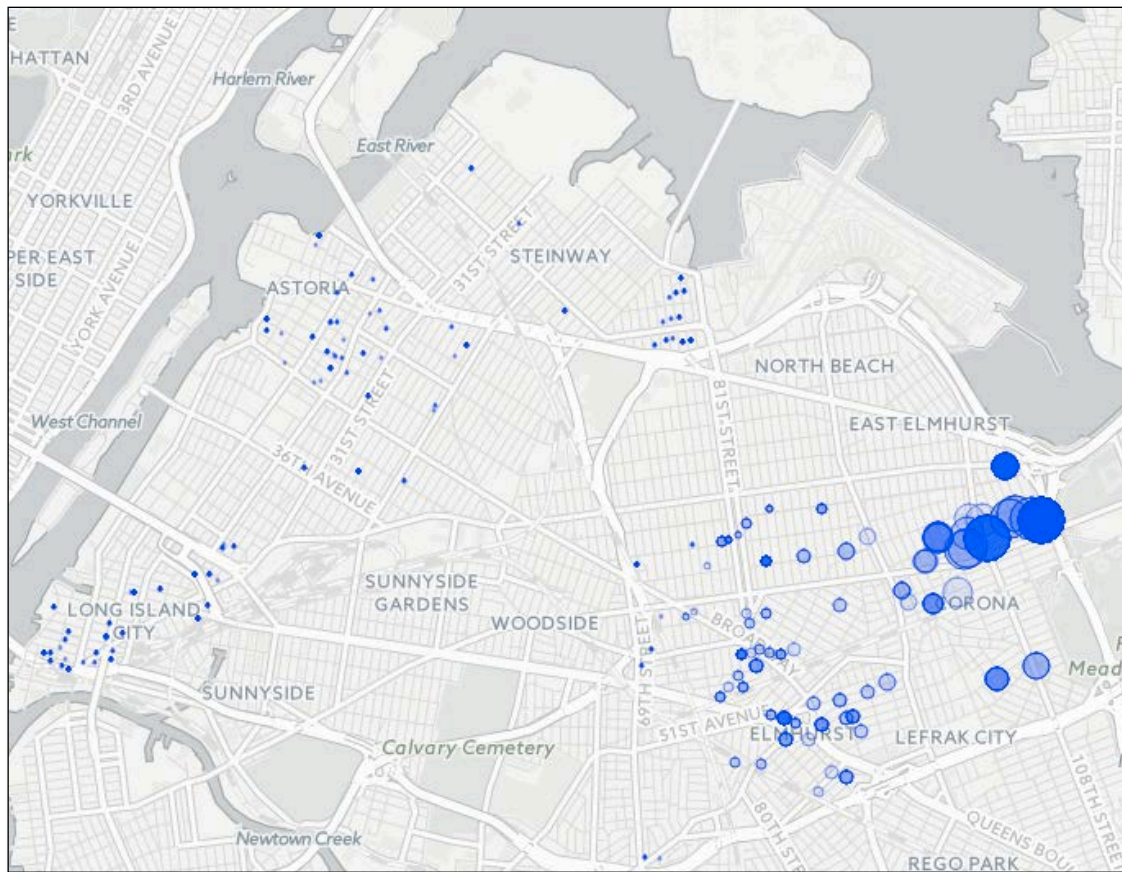 HATTAN
3RD AVENUE
Harlem River
East River
YORKVILLE
PER EAST
SIDE
YORK AVENUE
ASTORIA
31ST STREET
STEINWAY
NORTH BEACH
81ST STREET
EAST ELMHURST
West Channel
36TH AVENUE
31ST STREET
LONG ISLAND
CITY
SUNNYSIDE
GARDENS
WOODSIDE
BROADWAY
CORONA
69TH STREET
SUNNYSIDE
51ST AVENUE
ELMHURST
LEFRAK CITY
Mead
Calvary Cemetery
108TH STREET
80TH ST
Newtown Creek
QUEENS BOU
REGO PARK